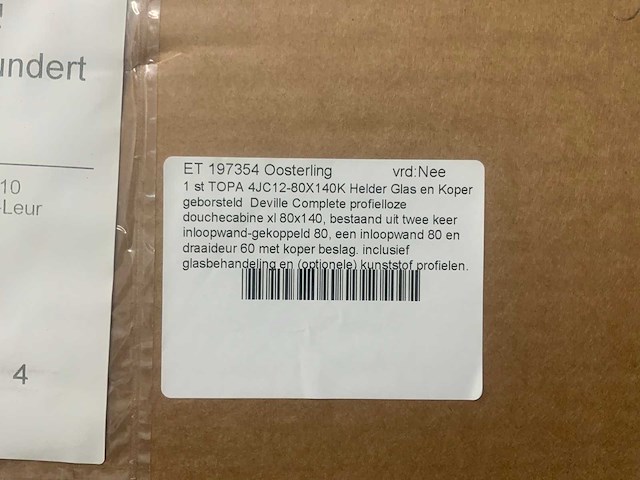 undert
10
-Leur
4
ET 197354 Oosterling vrd:Nee
1 st TOPA 4JC12-80X140K Helder Glas en Koper
geborsteld Deville Complete profielloze
douchecabine xl 80x140, bestaand uit twee keer
inloopwand-gekoppeld 80, een inloopwand 80 en
draaideur 60 met koper beslag. inclusief
glasbehandeling en (optionele) kunststof profielen.